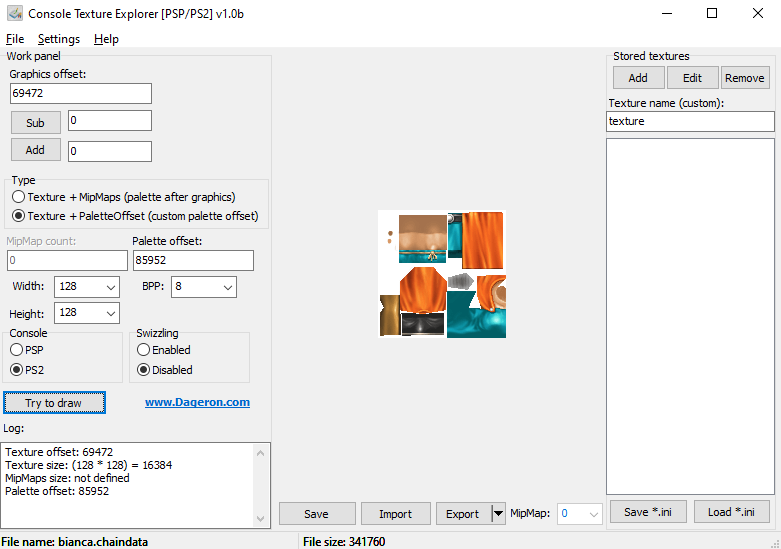 Console Texture Explorer [PSP/PS2] v1.0b
File Settings Help
Work panel
Graphics offset:
69472
Sub 0
Add 0
Type
Texture + MipMaps (palette after graphics)
Texture + PaletteOffset (custom palette offset)
MipMap count: Palette offset:
0 85952
Width: 128 BPP: 8
Height: 128
Console Swizzling
PSP Enabled
PS2 Disabled
Try to draw www.Dageron.com
Log:
Texture offset: 69472
Texture size: (128 * 128) = 16384
MipMaps size: not defined
Palette offset: 85952
Save Import Export MipMap: 0
Stored textures
Add Edit Remove
Texture name (custom):
texture
Save *.ini Load *.ini
File name: bianca.chaindata File size: 341760